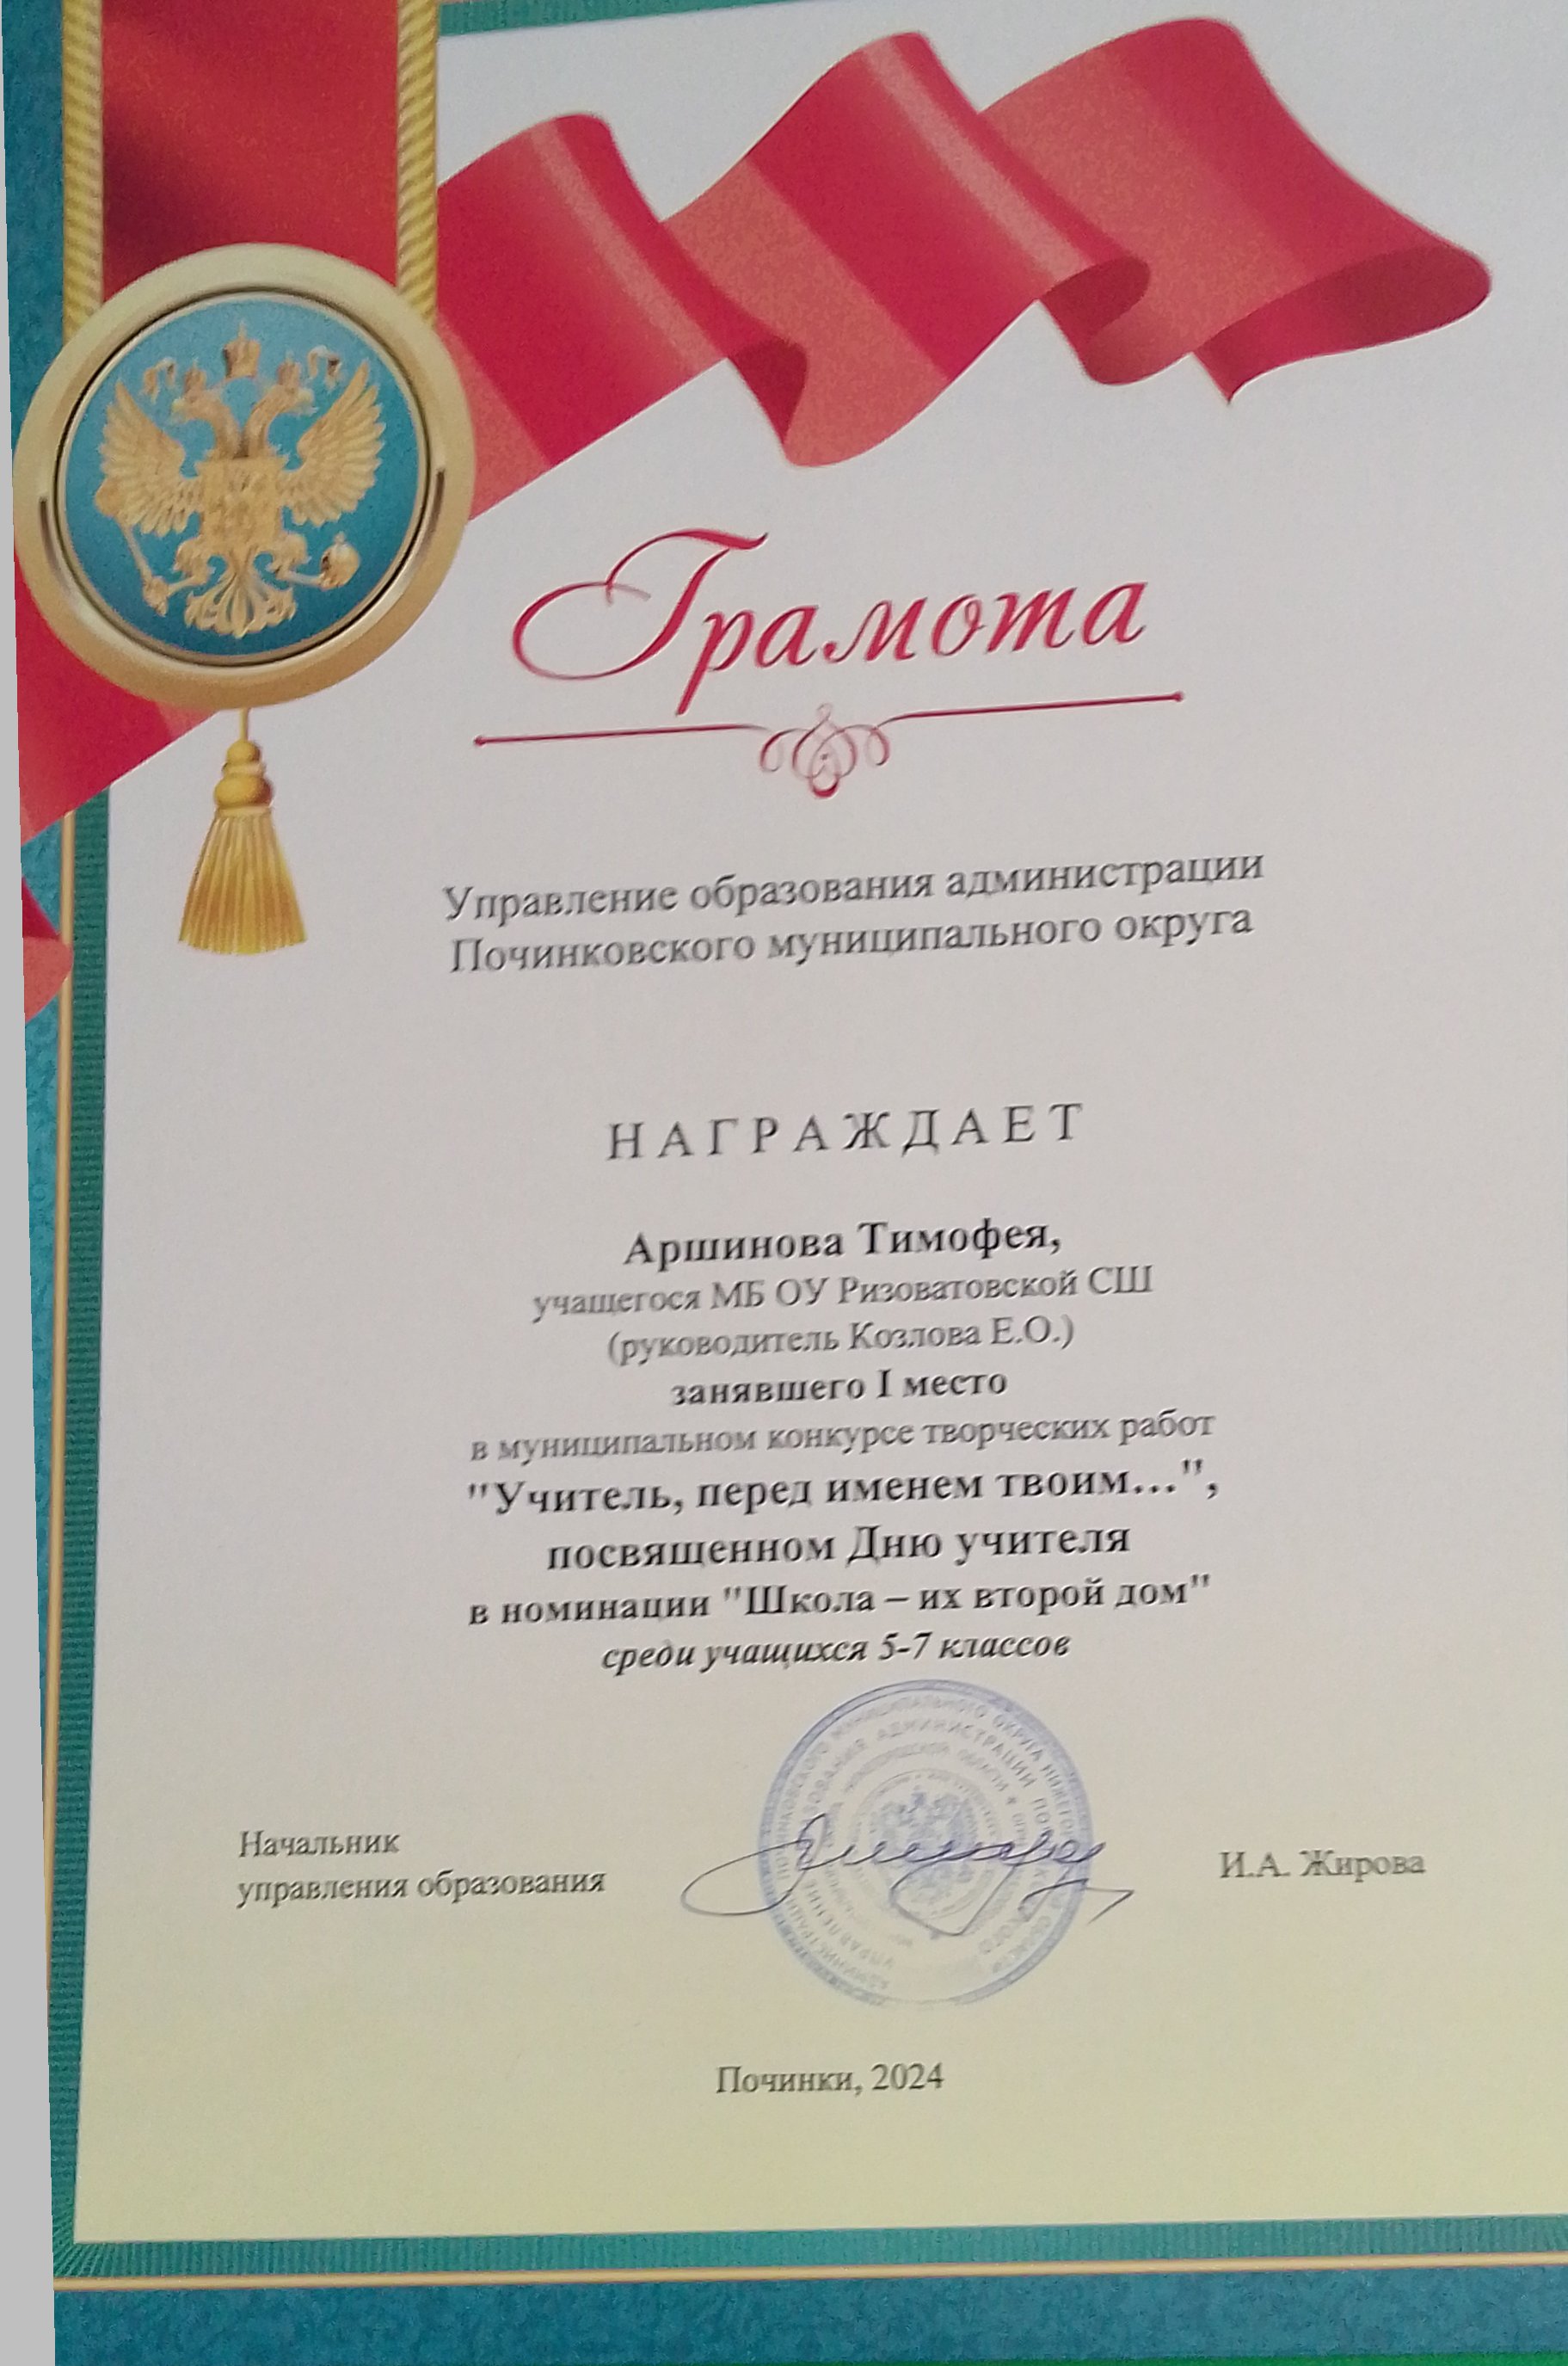 Грамота
Управление образования администрации
Починковского муниципального округа
НАГРАЖДАЕТ
Аршинова Тимофея,
учащегося МБ ОУ Ризоватовской СШ
(руководитель Козлова Е.О.)
занявшего I место
в муниципальном конкурсе творческих работ
"Учитель, перед именем твоим...",
посвященном Дню учителя
в номинации "Школа – их второй дом"
среди учащихся 5-7 классов
Начальник
управления образования
И.А. Жирова
Починки, 2024